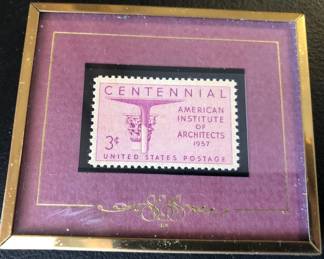 CENTENNIAL
AMERICAN
INSTITUTE
OF
ARCHITECTS
1957
3¢
UNITED STATES POSTAGE